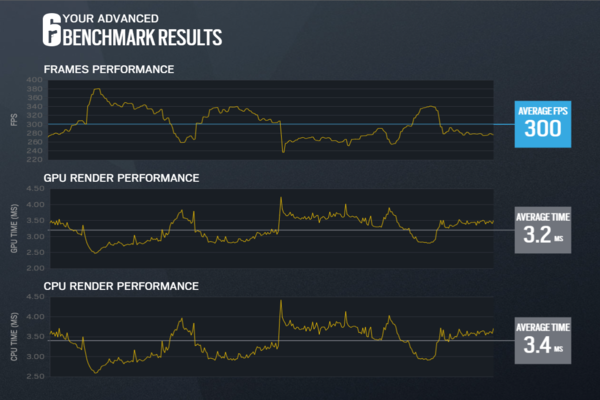 6 YOUR ADVANCED
BENCHMARK RESULTS
FRAMES PERFORMANCE
400
380
360
340
320
300
280
260
240
220
FPS
AVERAGE FPS
300
GPU RENDER PERFORMANCE
4.50
4.00
3.50
3.00
2.50
2.00
GPU TIME (MS)
AVERAGE TIME
3.2 MS
CPU RENDER PERFORMANCE
4.50
4.00
3.50
3.00
2.50
CPU TIME (MS)
AVERAGE TIME
3.4 MS